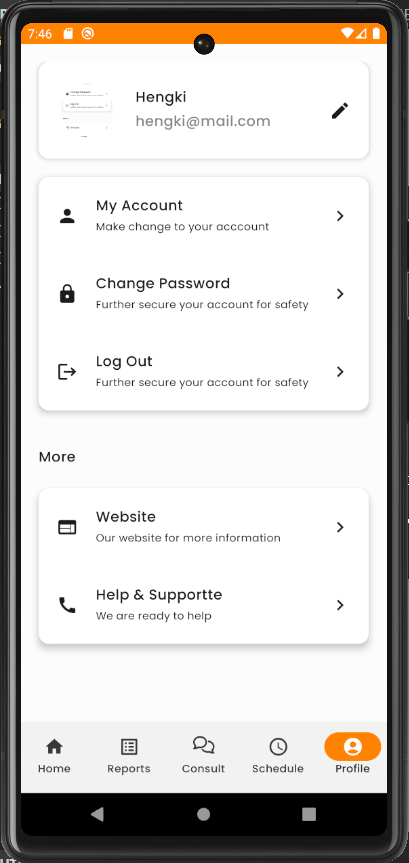 7:46
Hengki
hengki@mail.com
My Account
Make change to your acccount
Change Password
Further secure your account for safety
Log Out
Further secure your account for safety
More
Website
Our website for more information
Help & Supportte
We are ready to help
Home
Reports
Consult
Schedule
Profile